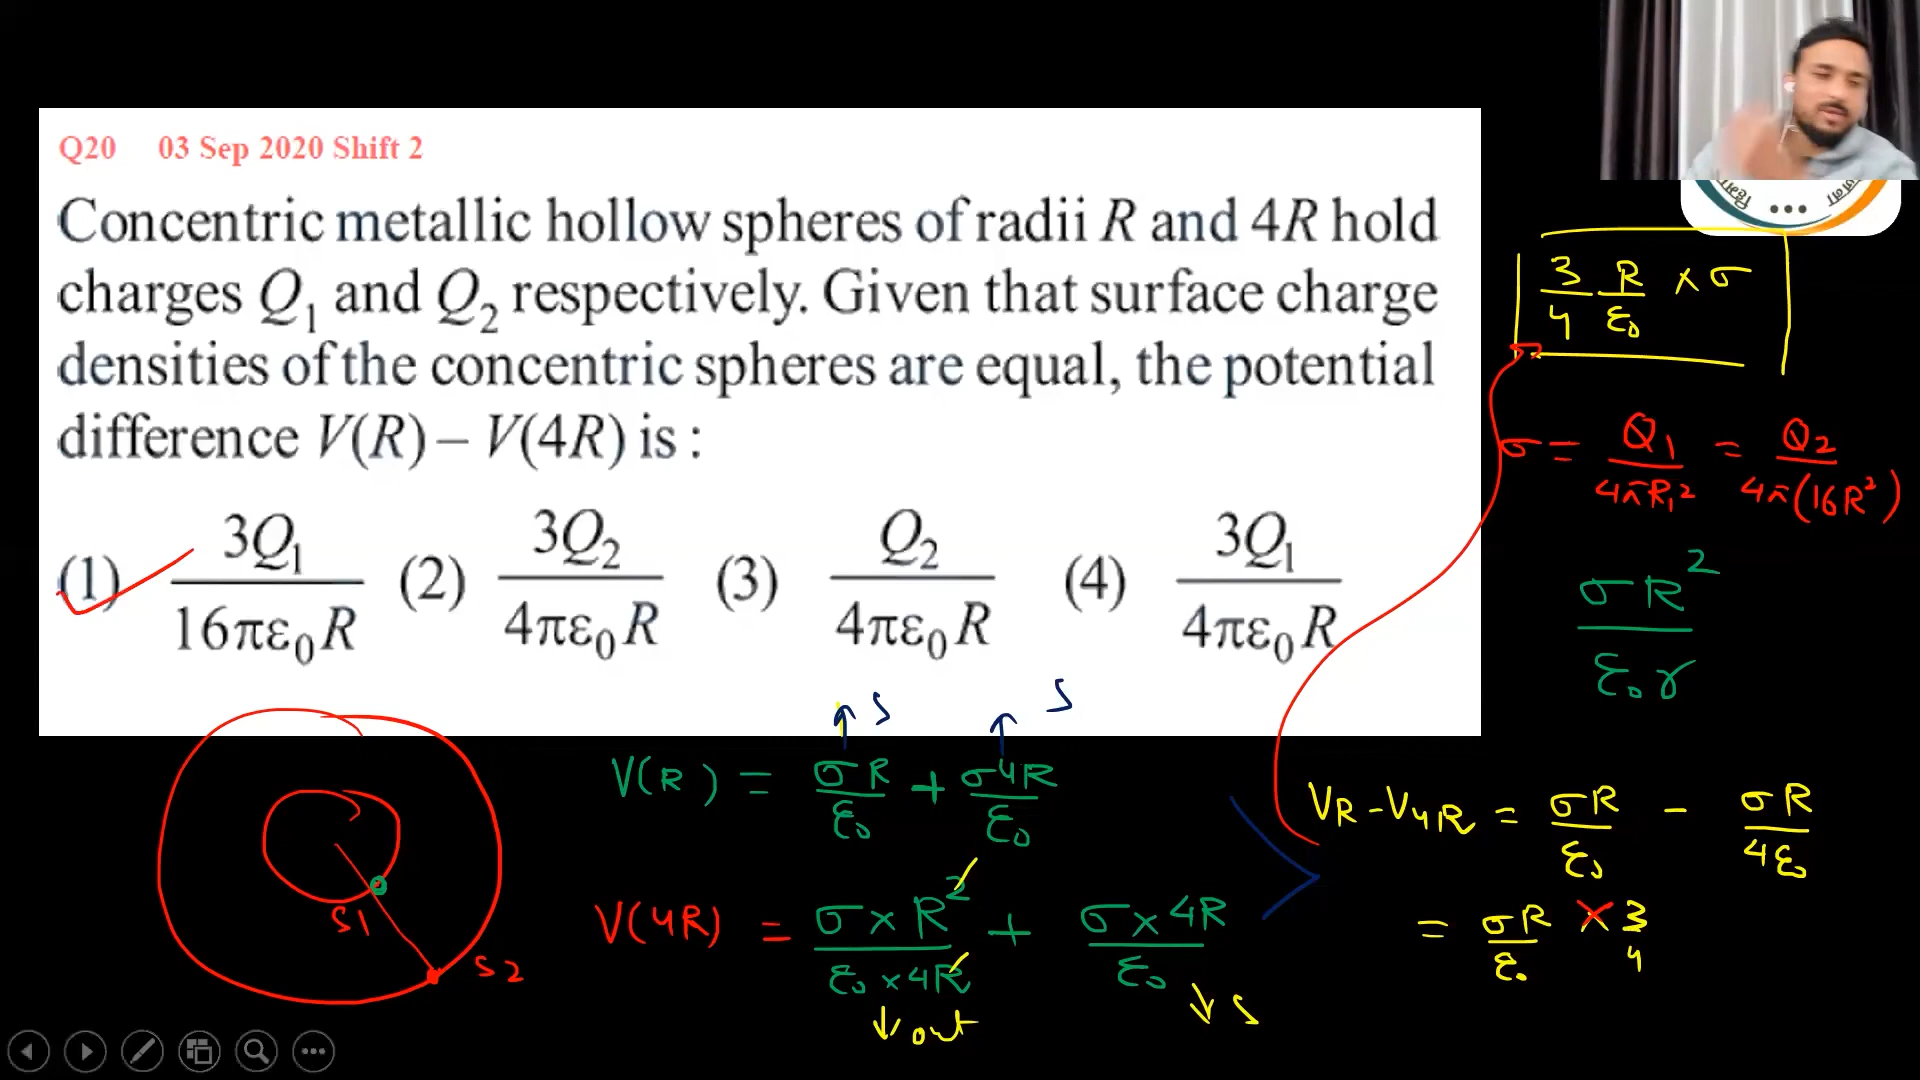 Q20 03 Sep 2020 Shift 2
Concentric metallic hollow spheres of radii R and 4R hold
charges Q₁ and Q₂ respectively. Given that surface charge
densities of the concentric spheres are equal, the potential
difference V(R) – V(4R) is :
(1) 3Q₁/16πε₀R (2) 3Q₂/4πε₀R (3) Q₂/4πε₀R (4) 3Q₁/4πε₀R
3/4 R/ε₀ × σ
σ = Q₁/4πR₁² = Q₂/4π(16R²)
σR²/ε₀r
S1
S2
↑ S ↑ S
V(R) = σR/ε₀ + σ4R/ε₀
V(4R) = σ×R²/ε₀×4R + σ×4R/ε₀
↓ out ↓ S
VR - V4R = σR/ε₀ - σR/4ε₀
= σR/ε₀ × 3/4